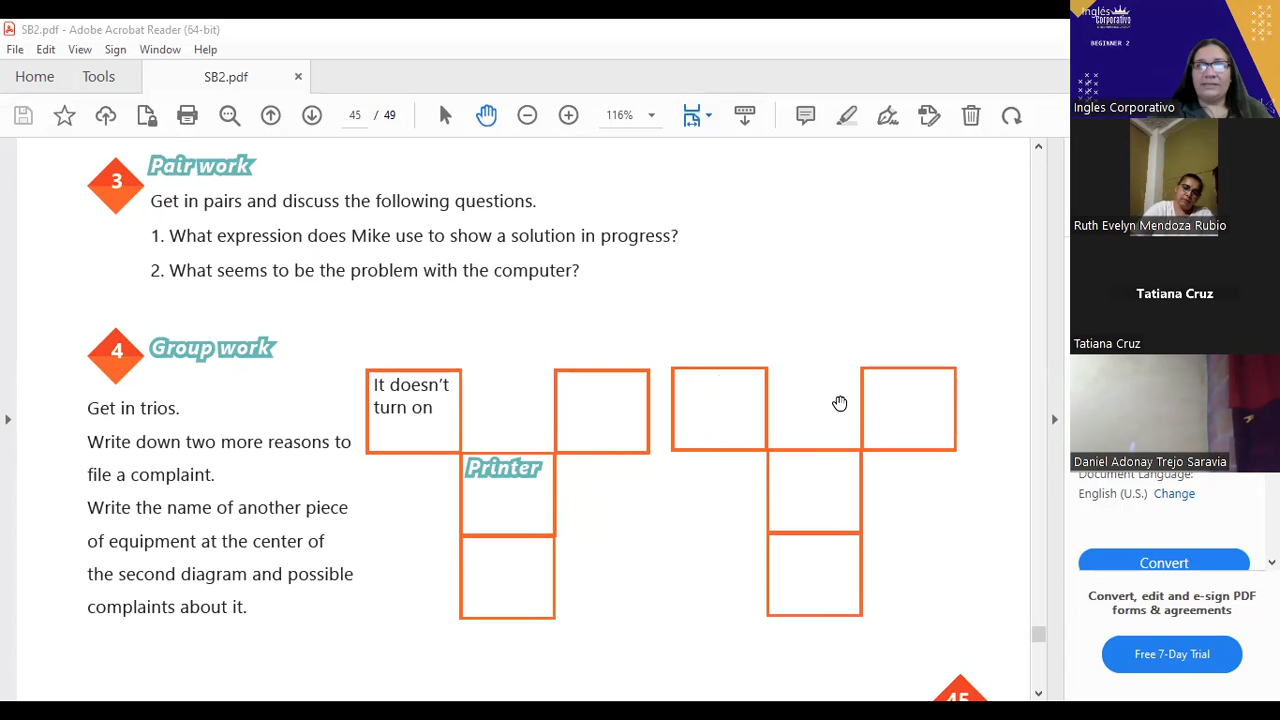 SB2.pdf - Adobe Acrobat Reader (64-bit)
File Edit View Sign Window Help
Home Tools SB2.pdf ×
45 / 49 116%
3 Pair work
Get in pairs and discuss the following questions.
1. What expression does Mike use to show a solution in progress?
2. What seems to be the problem with the computer?
4 Group work
Get in trios.
Write down two more reasons to
file a complaint.
Write the name of another piece
of equipment at the center of
the second diagram and possible
complaints about it.
It doesn't
turn on
Printer
45
Inglés
Corporativo
BEGINNER 2
Ingles Corporativo
Ruth Evelyn Mendoza Rubio
Tatiana Cruz
Tatiana Cruz
Daniel Adonay Trejo Saravia
Document Language:
English (U.S.) Change
Convert
Convert, edit and e-sign PDF
forms & agreements
Free 7-Day Trial